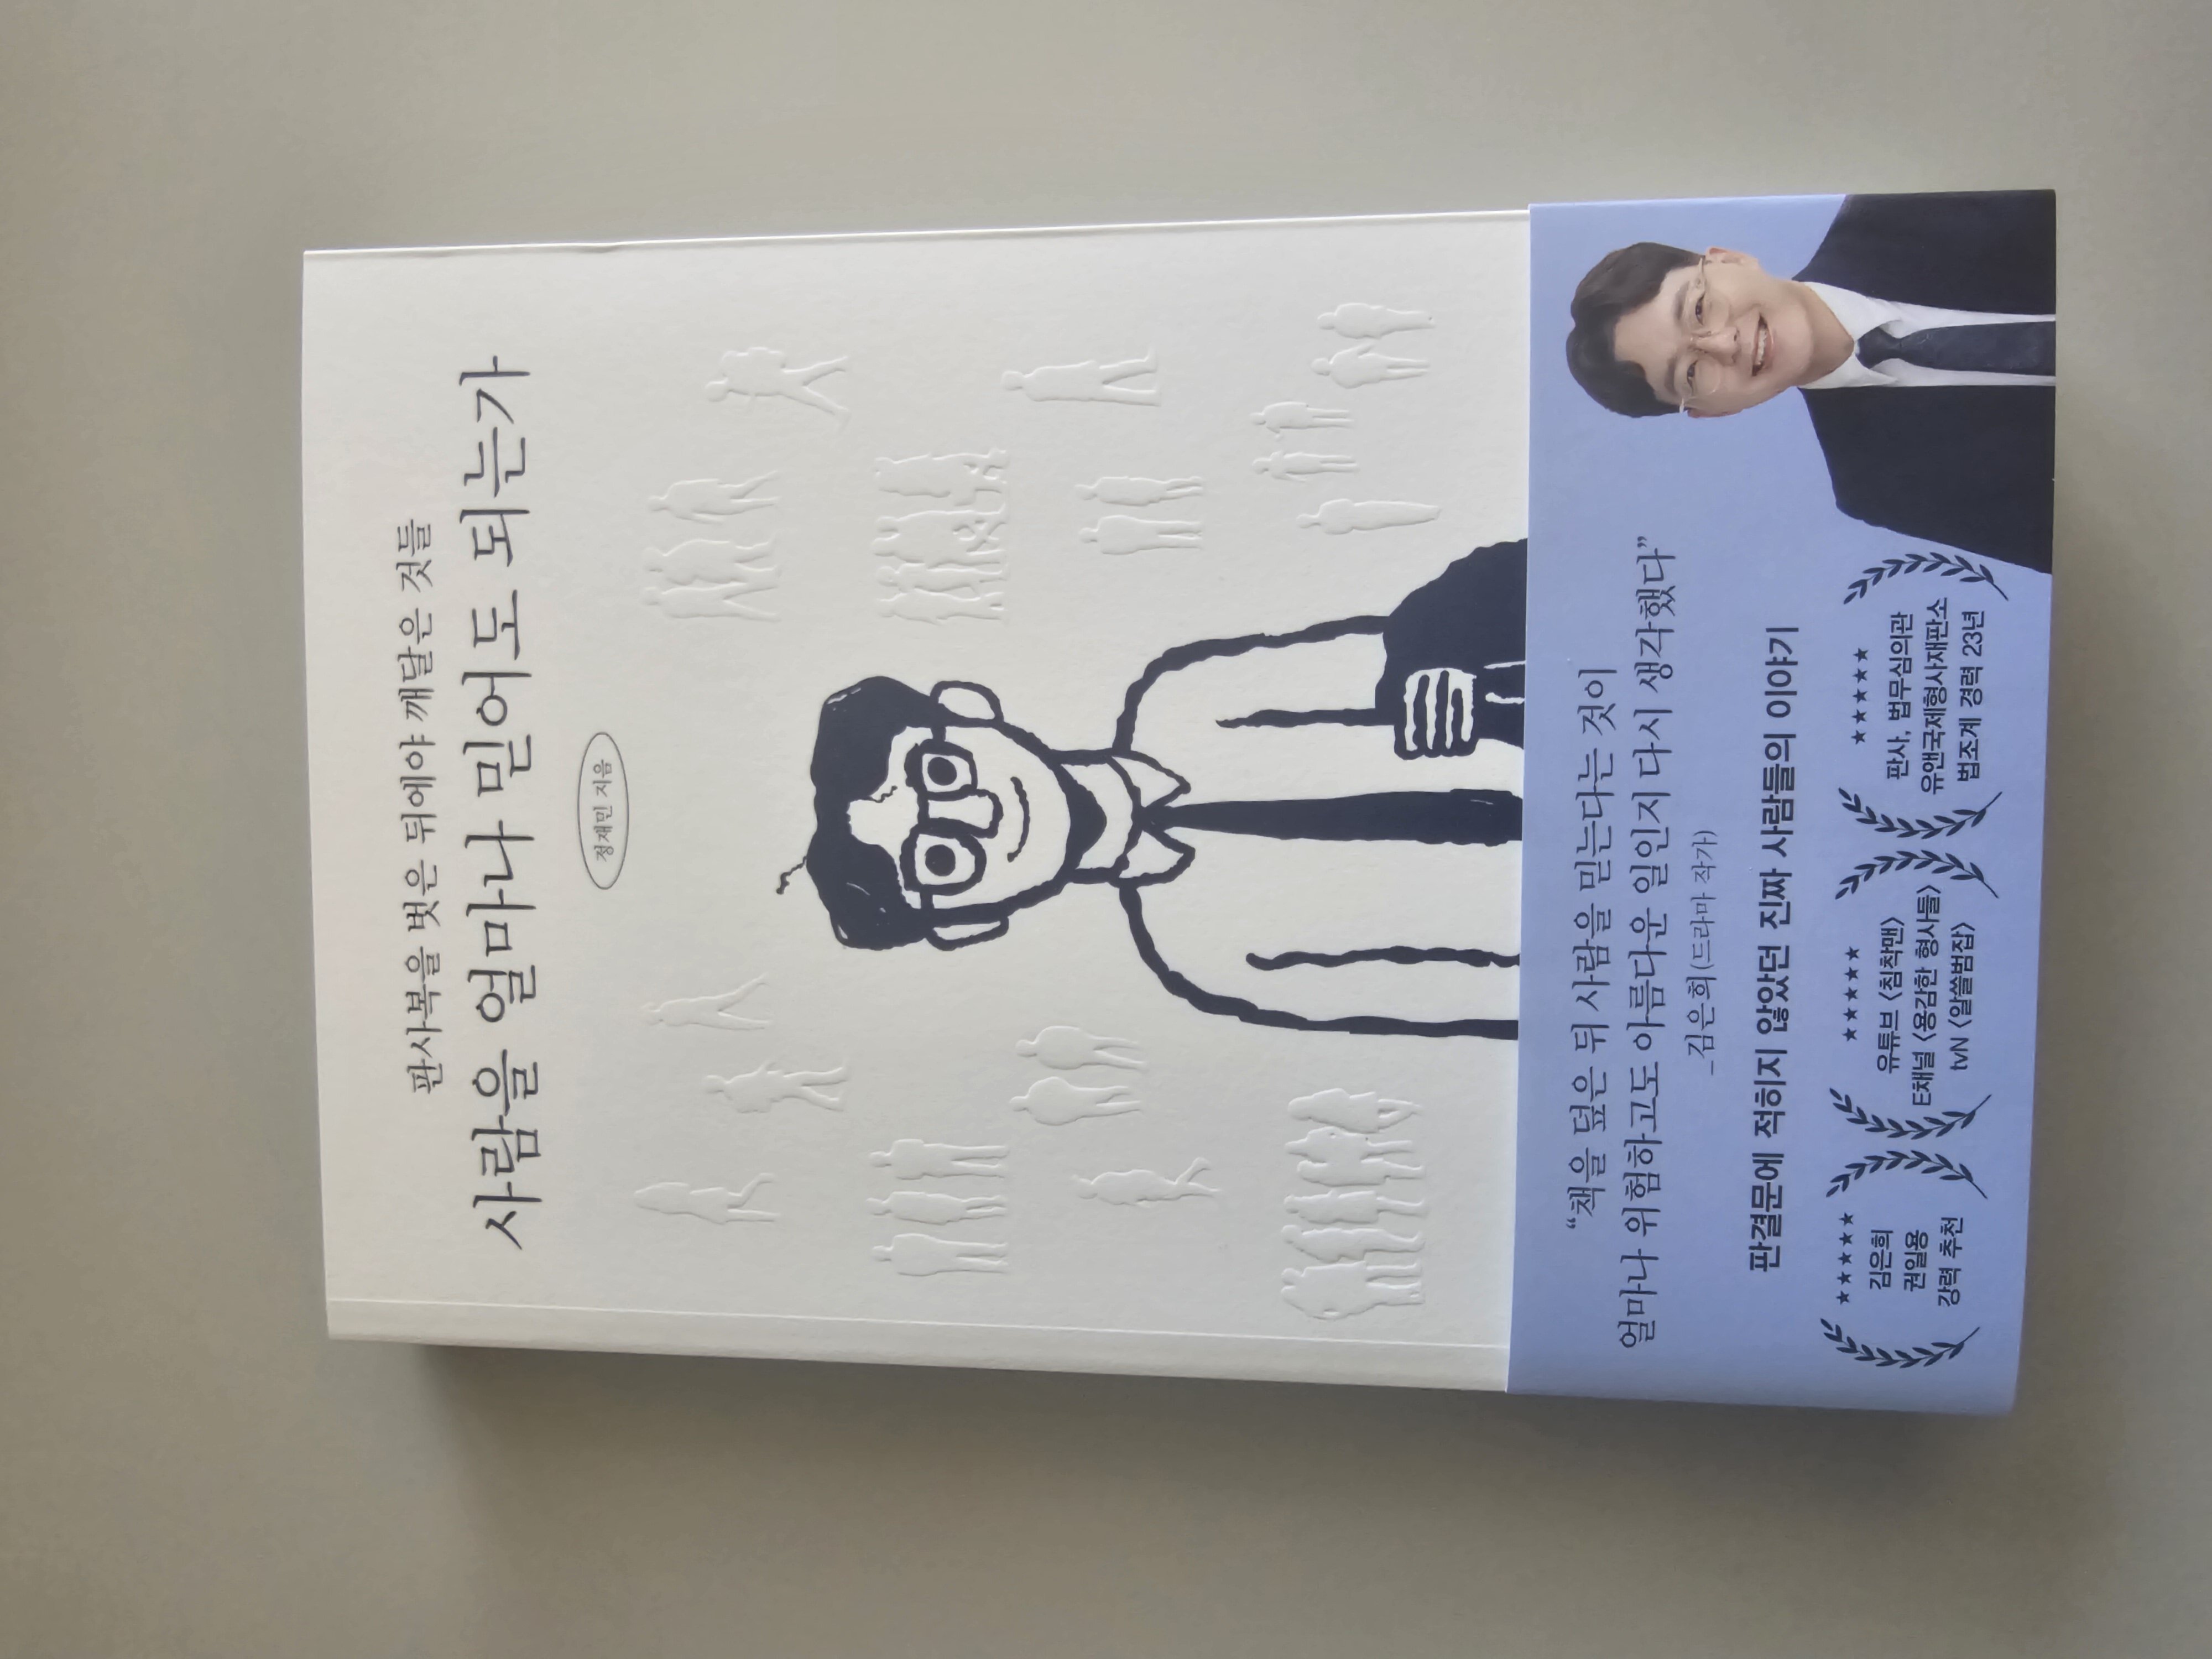 판사복을 벗은 뒤에야 깨달은 것들
사람을 얼마나 믿어도 되는가
정재민 지음
“책을 덮은 뒤 사람을 믿는다는 것이
얼마나 위험하고도 아름다운 일인지 다시 생각했다”
_김은희(드라마 작가)
판결문에 적히지 않았던 진짜 사람들의 이야기
★★★★★
김은희
권일용
강력 추천
★★★★★
유튜브 〈침착맨〉
E채널 〈용감한 형사들〉
tvN 〈알쓸범잡〉
★★★★★
판사, 법무심의관
유엔국제형사재판소
법조계 경력 23년